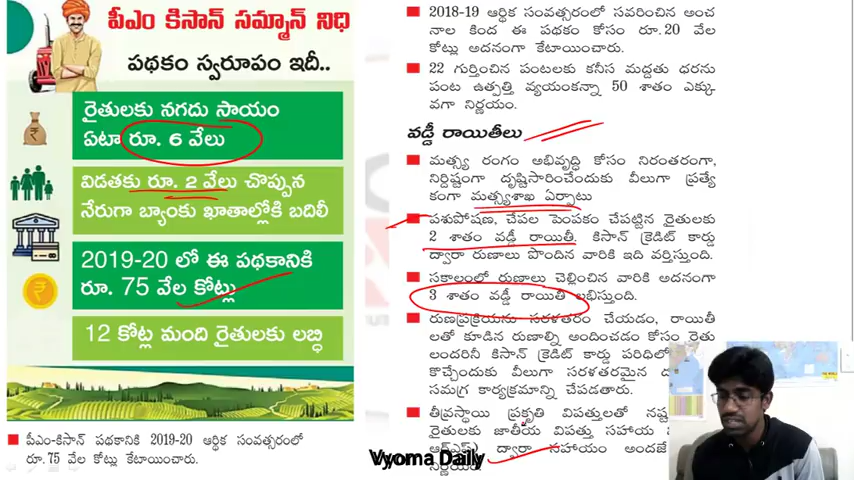 పీఎం కిసాన్ సమ్మాన్ నిధి
పథకం స్వరూపం ఇదీ..
రైతులకు నగదు సాయం
ఏటా రూ. 6 వేలు
విడతకు రూ. 2 వేలు చొప్పున
నేరుగా బ్యాంకు ఖాతాల్లోకి బదిలీ
2019-20 లో ఈ పథకానికి
రూ. 75 వేల కోట్లు
12 కోట్ల మంది రైతులకు లబ్ధి
పీఎం-కిసాన్ పథకానికి 2019-20 ఆర్థిక సంవత్సరంలో
రూ.75 వేల కోట్లు కేటాయించారు.
2018-19 ఆర్థిక సంవత్సరంలో సవరించిన అంచ
నాల కింద ఈ పథకం కోసం రూ.20 వేల
కోట్లు అదనంగా కేటాయించారు.
22 గుర్తించిన పంటలకు కనీస మద్దతు ధరను
పంట ఉత్పత్తి వ్యయంకన్నా 50 శాతం ఎక్కు
వగా నిర్ణయం.
వడ్డీ రాయితీలు
మత్స్య రంగం అభివృద్ధి కోసం నిరంతరంగా,
నిర్దిష్టంగా దృష్టిసారించేందుకు వీలుగా ప్రత్యే
కంగా మత్స్యశాఖ ఏర్పాటు
పశుపోషణ, చేపల పెంపకం చేపట్టిన రైతులకు
2 శాతం వడ్డీ రాయితీ. కిసాన్ క్రెడిట్ కార్డు
ద్వారా రుణాలు పొందిన వారికి ఇది వర్తిస్తుంది.
సకాలంలో రుణాలు చెల్లించిన వారికి అదనంగా
3 శాతం వడ్డీ రాయితీ లభిస్తుంది.
రుణప్రక్రియను సరళతరం చేయడం, రాయితీ
లతో కూడిన రుణాల్ని అందించడం కోసం రైతు
లందరినీ కిసాన్ క్రెడిట్ కార్డు పరిధిలో
కొచ్చేందుకు వీలుగా సరళతరమైన
సమగ్ర కార్యక్రమాన్ని చేపడతారు.
తీవ్రస్థాయి ప్రకృతి విపత్తులతో
రైతులకు జాతీయ విపత్తు సహాయ
ద్వారా సహాయం
నిర్ణయం.
Vyoma Daily